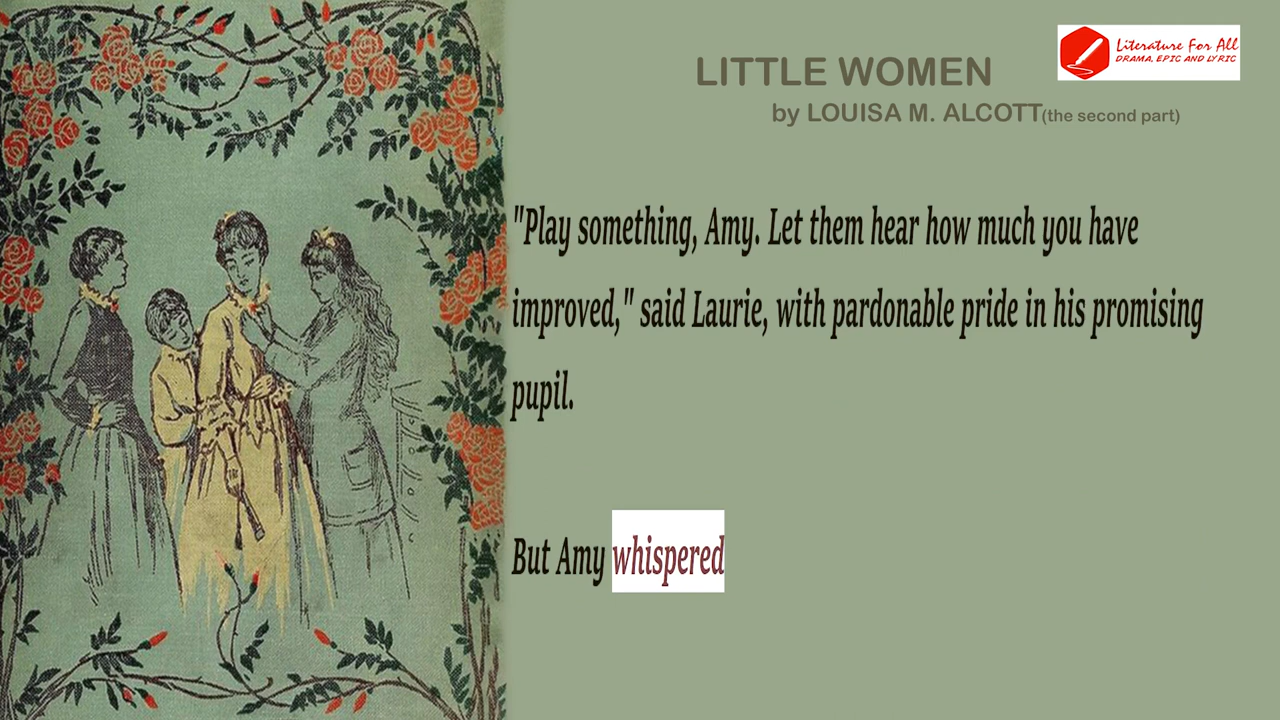 LITTLE WOMEN
by LOUISA M. ALCOTT(the second part)
Literature For All
DRAMA, EPIC AND LYRIC
"Play something, Amy. Let them hear how much you have
improved," said Laurie, with pardonable pride in his promising
pupil.
But Amy whispered